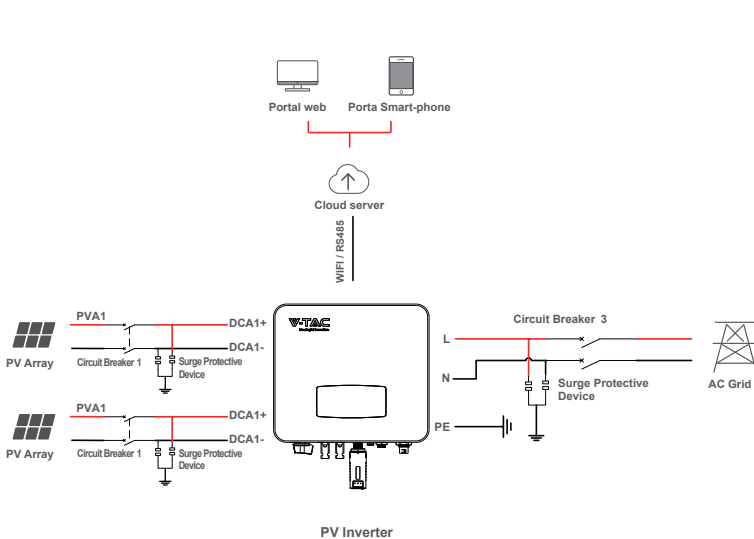 Portal web
Porta Smart-phone
Cloud server
WIFI / RS485
PVA1
DCA1+
DCA1-
PV Array
Circuit Breaker 1
Surge Protective
Device
PVA1
DCA1+
DCA1-
PV Array
Circuit Breaker 1
Surge Protective
Device
V-TAC
L
N
PE
Circuit Breaker 3
Surge Protective
Device
AC Grid
PV Inverter